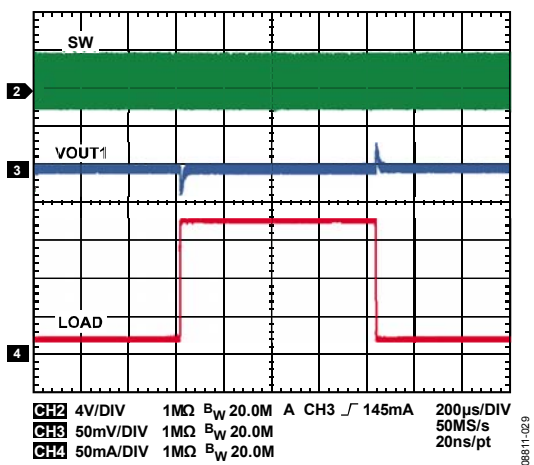 SW
2
VOUT1
3
LOAD
4
CH2 4V/DIV 1MΩ BW 20.0M A CH3 145mA 200µs/DIV
CH3 50mV/DIV 1MΩ BW 20.0M 50MS/s
CH4 50mA/DIV 1MΩ BW 20.0M 20ns/pt
08811-029